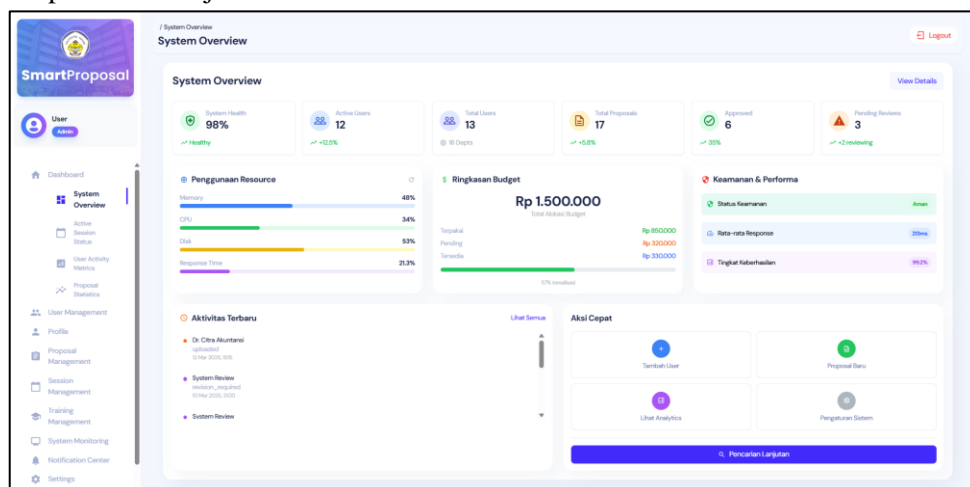 / System Overview
System Overview
Logout
SmartProposal
User
Admin
Dashboard
System
Overview
Active
Session
Status
User Activity
Metrics
Proposal
Statistics
User Management
Profile
Proposal
Management
Session
Management
Training
Management
System Monitoring
Notification Center
Settings
System Overview
View Details
System Health
98%
Healthy
Active Users
12
+12.5%
Total Users
13
16 Depts
Total Proposals
17
+5.8%
Approved
6
35%
Pending Reviews
3
+2 reviewing
Penggunaan Resource
Memory 48%
CPU 34%
Disk 53%
Response Time 21.3%
Ringkasan Budget
Rp 1.500.000
Total Alokasi Budget
Terpakai Rp 850.000
Pending Rp 320.000
Tersedia Rp 330.000
57% terealisasi
Keamanan & Performa
Status Keamanan Aman
Rata-rata Response
Tingkat Keberhasilan 99.2%
Aktivitas Terbaru
Lihat Semua
Dr. Citra Akuntansi
uploaded
System Review
revision_required
System Review
Aksi Cepat
Tambah User
Proposal Baru
Lihat Analytics
Pengaturan Sistem
Pencarian Lanjutan